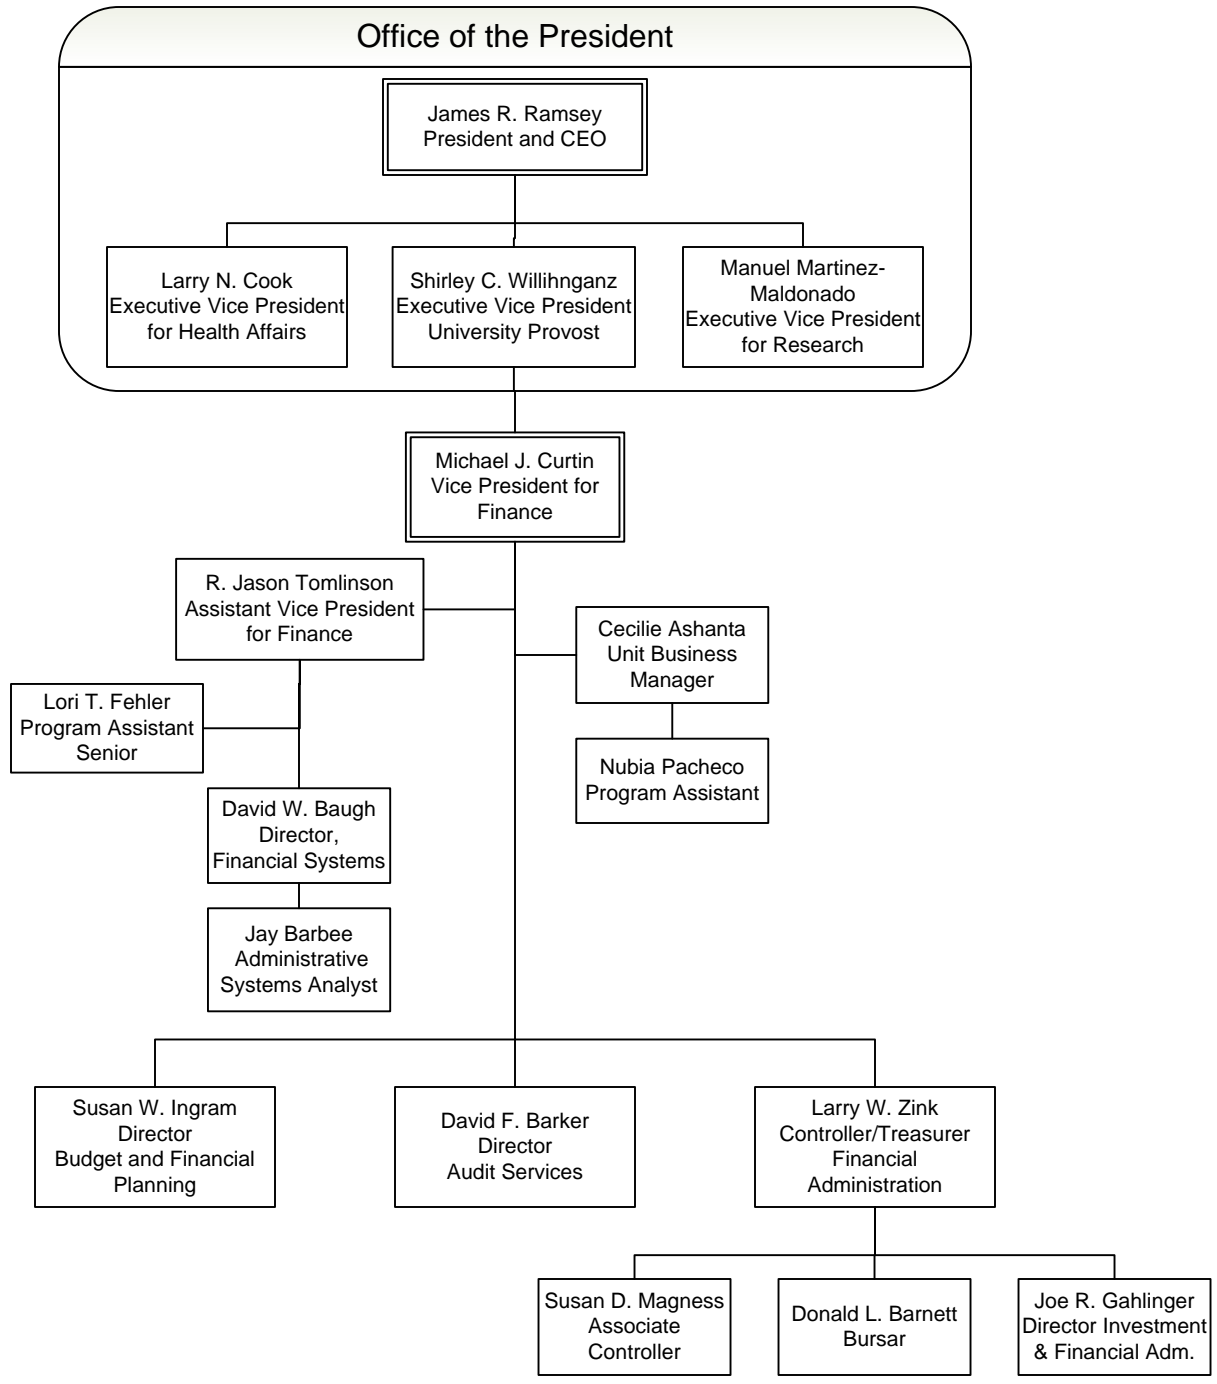 Office of the President
James R. Ramsey
President and CEO
Larry N. Cook
Executive Vice President
for Health Affairs
Shirley C. Willihnganz
Executive Vice President
University Provost
Manuel Martinez-
Maldonado
Executive Vice President
for Research
Michael J. Curtin
Vice President for
Finance
R. Jason Tomlinson
Assistant Vice President
for Finance
Cecilie Ashanta
Unit Business
Manager
Lori T. Fehler
Program Assistant
Senior
Nubia Pacheco
Program Assistant
David W. Baugh
Director,
Financial Systems
Jay Barbee
Administrative
Systems Analyst
Susan W. Ingram
Director
Budget and Financial
Planning
David F. Barker
Director
Audit Services
Larry W. Zink
Controller/Treasurer
Financial
Administration
Susan D. Magness
Associate
Controller
Donald L. Barnett
Bursar
Joe R. Gahlinger
Director Investment
& Financial Adm.